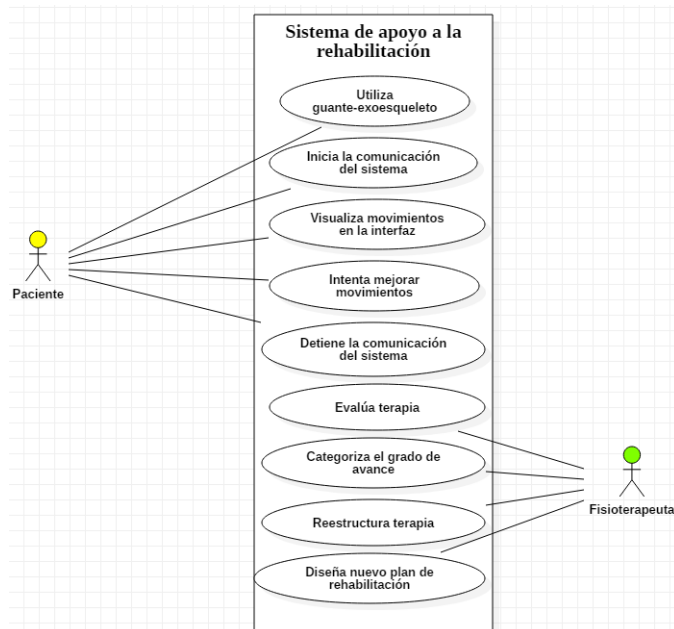 Sistema de apoyo a la
rehabilitación
Utiliza
guante-exoesqueleto
Inicia la comunicación
del sistema
Visualiza movimientos
en la interfaz
Intenta mejorar
movimientos
Paciente
Detiene la comunicación
del sistema
Evalúa terapia
Categoriza el grado de
avance
Fisioterapeuta
Reestructura terapia
Diseña nuevo plan de
rehabilitación